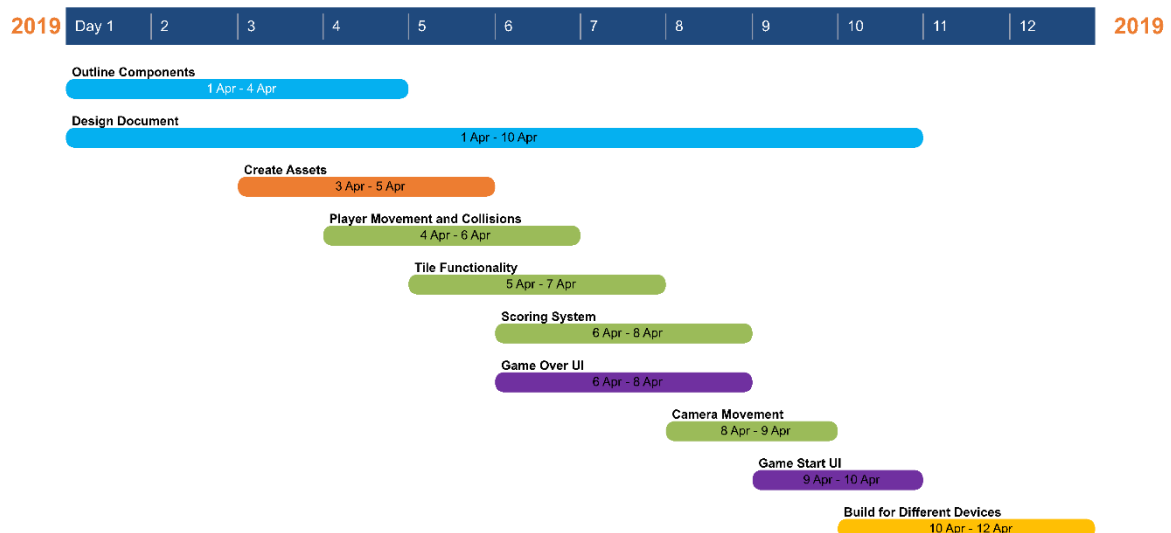 2019 Day 1 2 3 4 5 6 7 8 9 10 11 12 2019
Outline Components
1 Apr - 4 Apr
Design Document
1 Apr - 10 Apr
Create Assets
3 Apr - 5 Apr
Player Movement and Collisions
4 Apr - 6 Apr
Tile Functionality
5 Apr - 7 Apr
Scoring System
6 Apr - 8 Apr
Game Over UI
6 Apr - 8 Apr
Camera Movement
8 Apr - 9 Apr
Game Start UI
9 Apr - 10 Apr
Build for Different Devices
10 Apr - 12 Apr